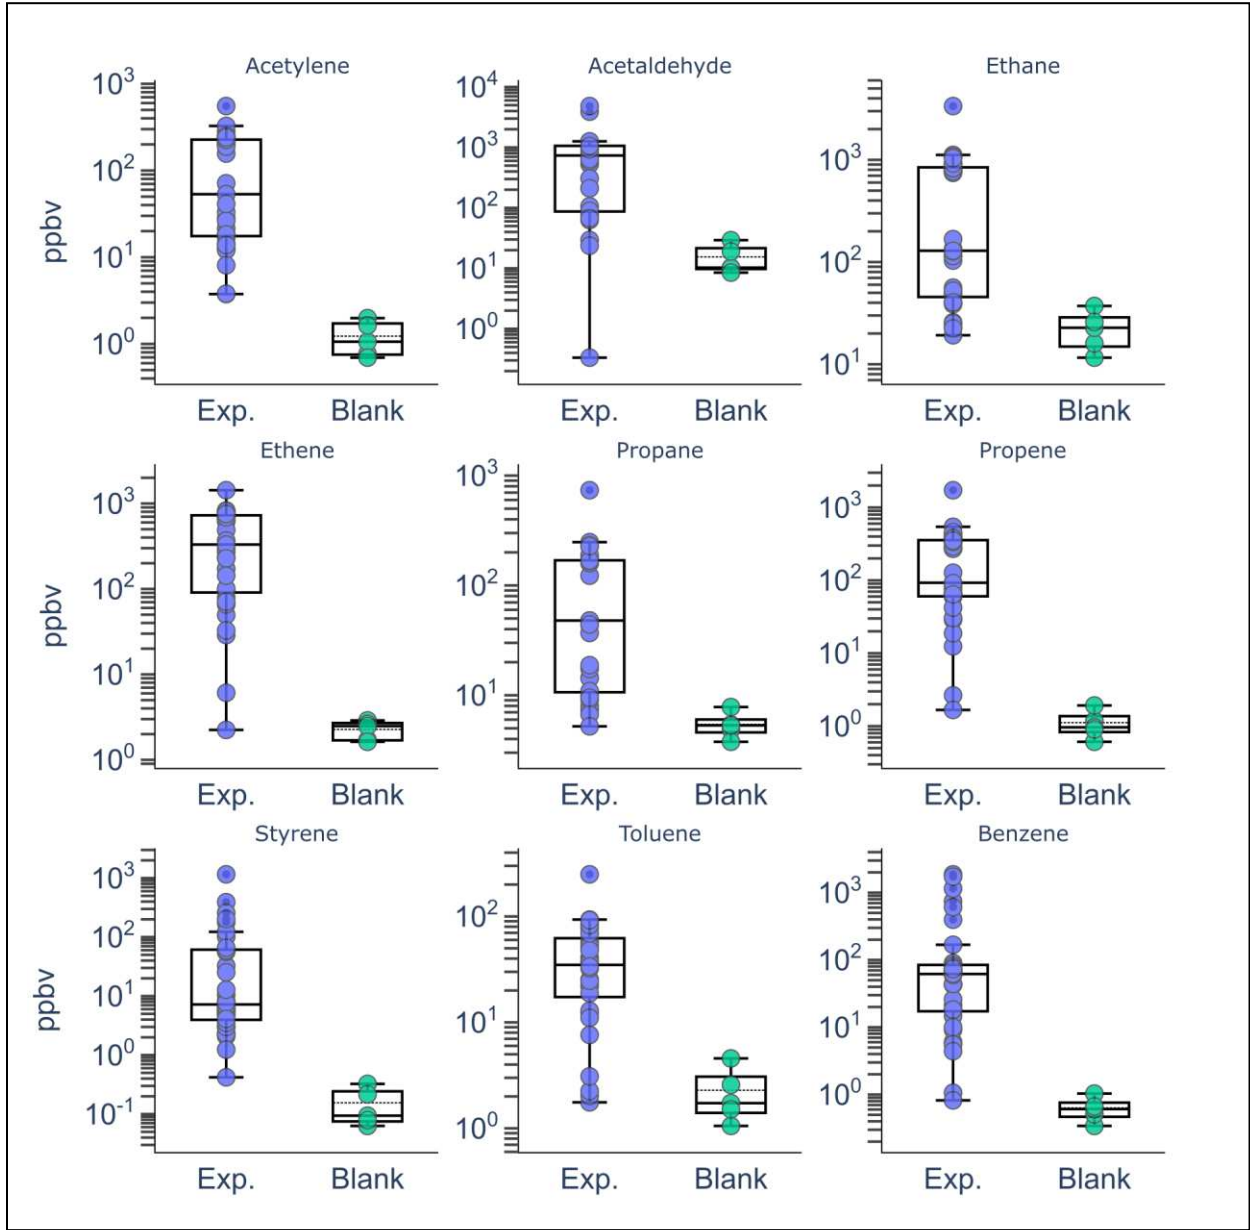 Acetylene Acetaldehyde Ethane
10³ 10⁴ 10³
10² 10³ 10²
10¹ 10² 10¹
10⁰ 10¹
10⁰
ppbv
Exp. Blank Exp. Blank Exp. Blank
Ethene Propane Propene
10³ 10³ 10³
10² 10² 10²
10¹ 10¹ 10¹
10⁰ 10⁰
ppbv
Exp. Blank Exp. Blank Exp. Blank
Styrene Toluene Benzene
10³ 10² 10³
10² 10¹ 10²
10¹ 10⁰ 10¹
10⁰ 10⁰
10⁻¹
ppbv
Exp. Blank Exp. Blank Exp. Blank